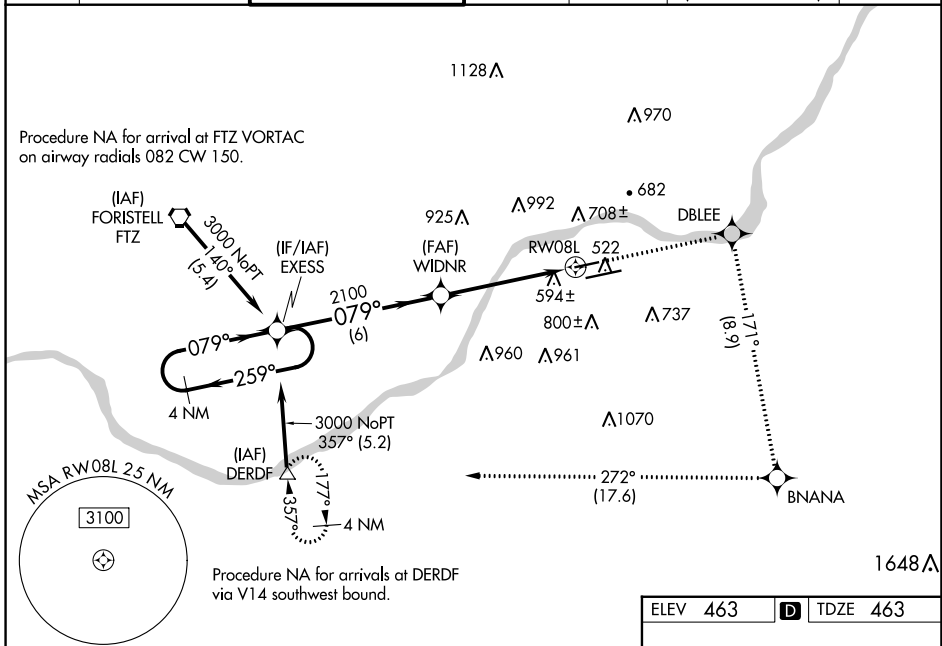 1128
970
Procedure NA for arrival at FTZ VORTAC
on airway radials 082 CW 150.
682
(IAF)
FORISTELL
FTZ
3000 NoPT
140°
(5.4)
(IF/IAF)
EXESS
925
992
708±
DBLEE
(FAF)
WIDNR
RW08L
522
2100
079°
(6)
594±
800±
737
079°
259°
4 NM
960
961
171°
(8.9)
3000 NoPT
357° (5.2)
1070
(IAF)
DERDF
177°
357°
4 NM
272°
(17.6)
BNANA
MSA RW08L 25 NM
3100
Procedure NA for arrivals at DERDF
via V14 southwest bound.
1648
ELEV 463 D TDZE 463